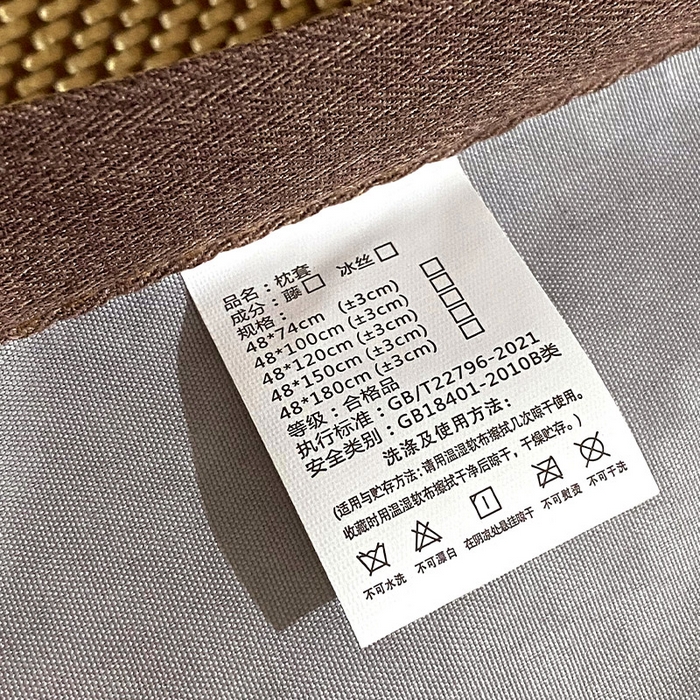 品名：枕套
成分：藤□ 冰丝□
规格：
48*74cm (±3cm) □
48*100cm (±3cm) □
48*120cm (±3cm) □
48*150cm (±3cm) □
48*180cm (±3cm) □
等级：合格品
执行标准：GB/T22796-2021
安全类别：GB18401-2010B类
洗涤及使用方法：
(适用与贮存方法：请用温湿软布擦拭几次晾干使用。
收藏时用温湿软布擦拭干净后晾干，干燥贮存。)
不可水洗 不可漂白 在阴凉处悬挂晾干 不可熨烫 不可干洗